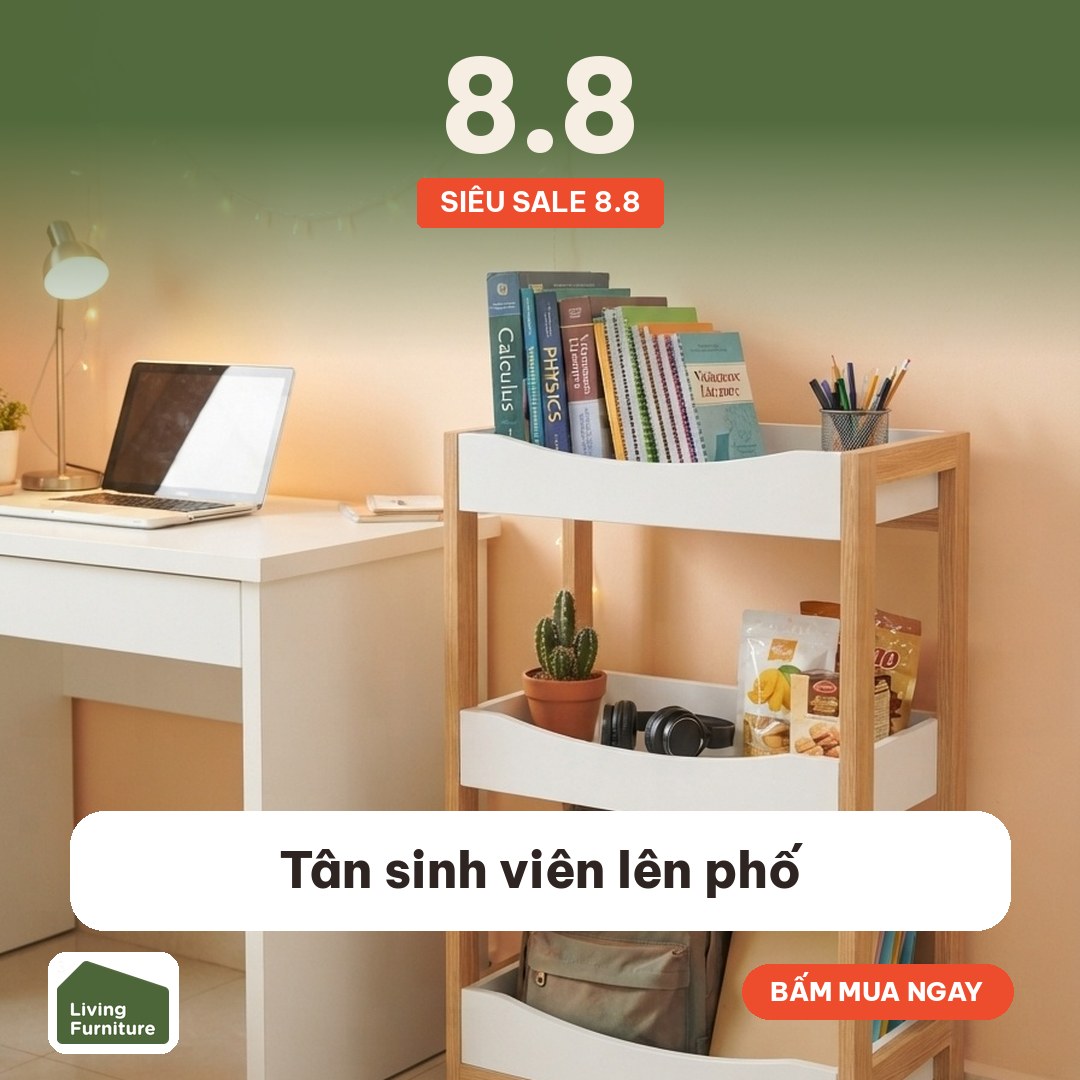 8.8
SIÊU SALE 8.8
Calculus
PHYSICS
Tân sinh viên lên phố
Living
Furniture
BẤM MUA NGAY